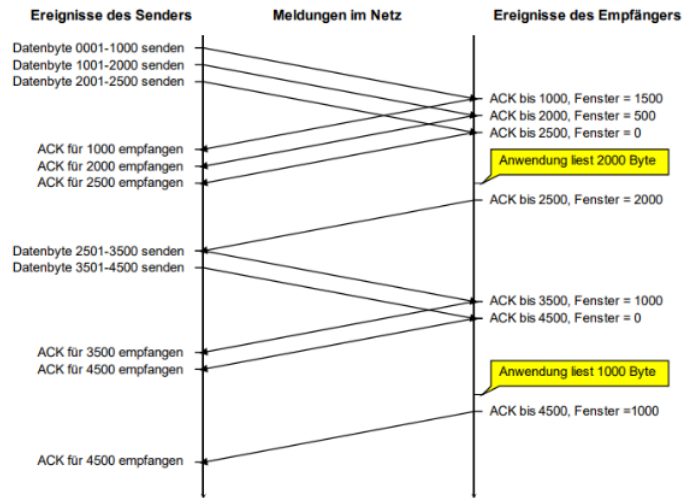 Ereignisse des Senders
Meldungen im Netz
Ereignisse des Empfängers
Datenbyte 0001-1000 senden
Datenbyte 1001-2000 senden
Datenbyte 2001-2500 senden
ACK bis 1000, Fenster = 1500
ACK bis 2000, Fenster = 500
ACK bis 2500, Fenster = 0
ACK für 1000 empfangen
ACK für 2000 empfangen
ACK für 2500 empfangen
Anwendung liest 2000 Byte
ACK bis 2500, Fenster = 2000
Datenbyte 2501-3500 senden
Datenbyte 3501-4500 senden
ACK bis 3500, Fenster = 1000
ACK bis 4500, Fenster = 0
ACK für 3500 empfangen
ACK für 4500 empfangen
Anwendung liest 1000 Byte
ACK bis 4500, Fenster =1000
ACK für 4500 empfangen